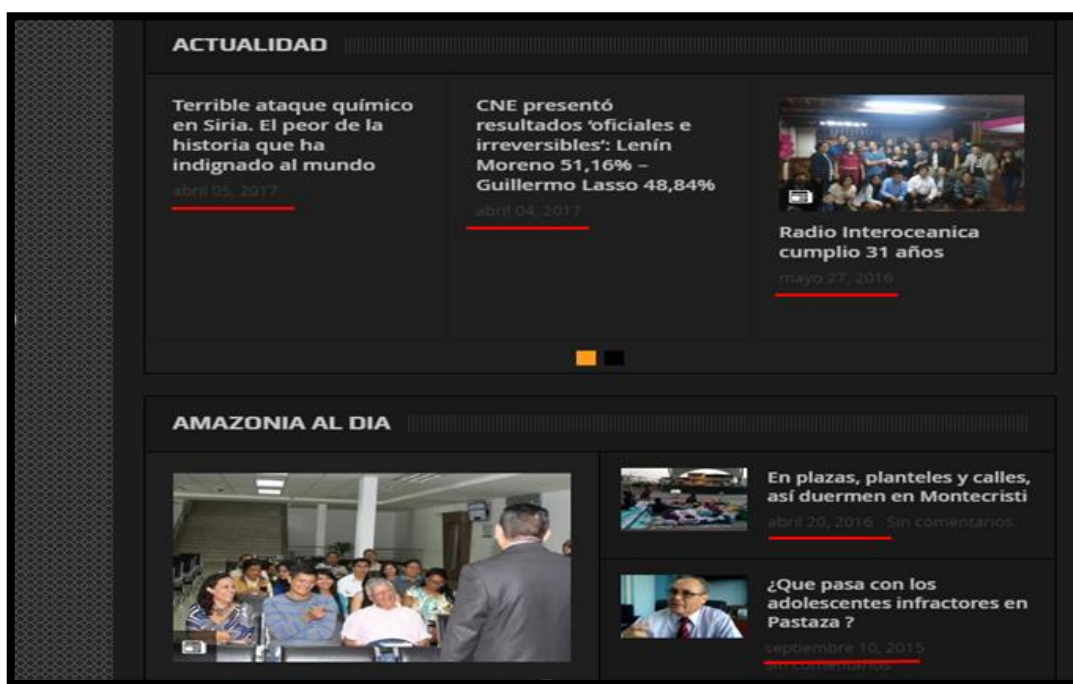 ACTUALIDAD
Terrible ataque químico
en Siria. El peor de la
historia que ha
indignado al mundo
abril 05, 2017
CNE presentó
resultados ‘oficiales e
irreversibles’: Lenín
Moreno 51,16% –
Guillermo Lasso 48,84%
abril 04, 2017
Radio Interoceanica
cumplio 31 años
mayo 27, 2016
AMAZONIA AL DIA
En plazas, planteles y calles,
así duermen en Montecristi
abril 20, 2016 Sin comentarios
¿Que pasa con los
adolescentes infractores en
Pastaza ?
septiembre 10, 2015
Sin comentarios